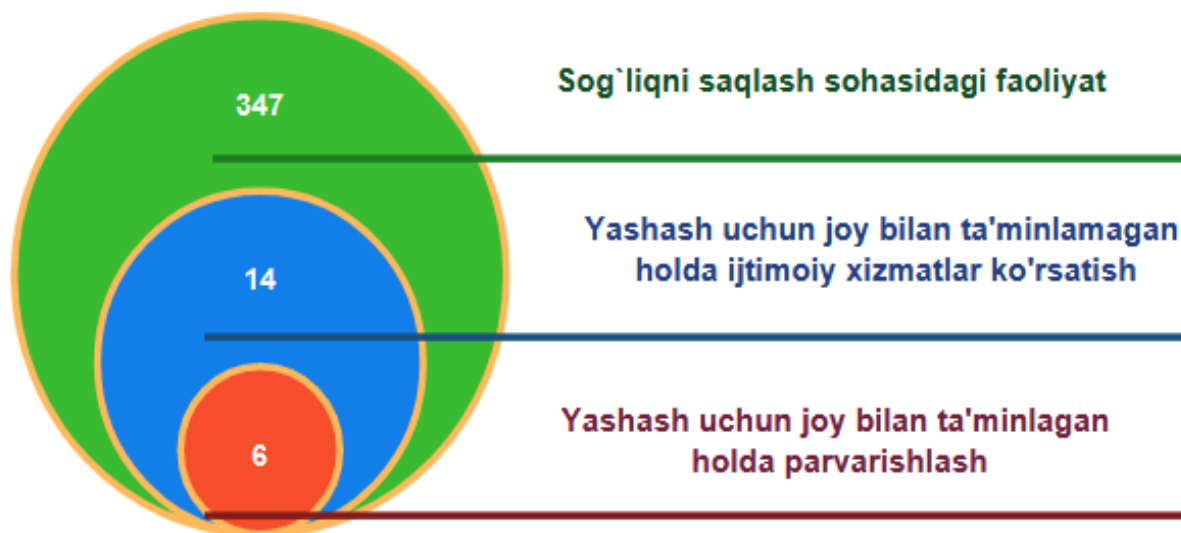 347
Sog`liqni saqlash sohasidagi faoliyat
14
Yashash uchun joy bilan ta'minlamagan
holda ijtimoiy xizmatlar ko'rsatish
6
Yashash uchun joy bilan ta'minlagan
holda parvarishlash